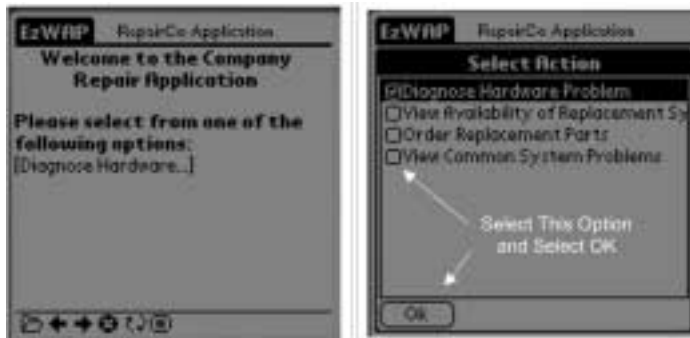 EzWAP RepairCo Application
Welcome to the Company
Repair Application
Please select from one of the
following options:
[Diagnose Hardware...]
EzWAP RepairCo Application
Select Action
Diagnose Hardware Problem
View Availability of Replacement Sy
Order Replacement Parts
View Common System Problems
Select This Option
and Select OK
Ok